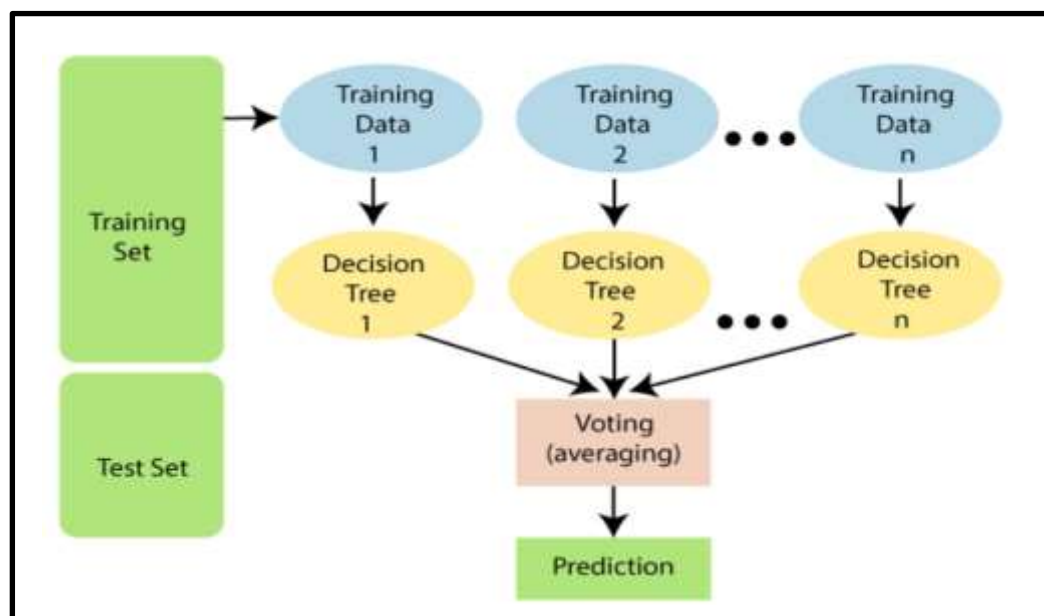 Training
Set
Test Set
Training
Data
1
Training
Data
2
Training
Data
n
Decision
Tree
1
Decision
Tree
2
Decision
Tree
n
Voting
(averaging)
Prediction